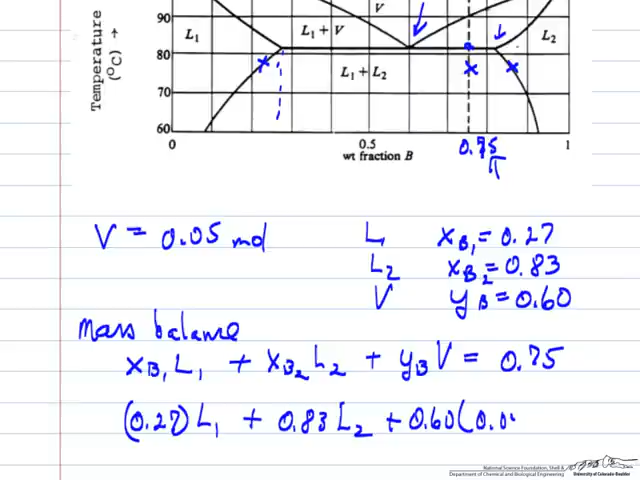 V
90
L1
L1 + V
L2
80
L1 + L2
70
60
Temperature (°C) →
0
0.5
1
wt fraction B
0.75
V = 0.05 mol
L1 xB1 = 0.27
L2 xB2 = 0.83
V yB = 0.60
Mass balance
xB1 L1 + xB2 L2 + yB V = 0.75
(0.27) L1 + 0.83 L2 + 0.60(0.0
National Science Foundation, Shell &
Department of Chemical and Biological Engineering
University of Colorado Boulder